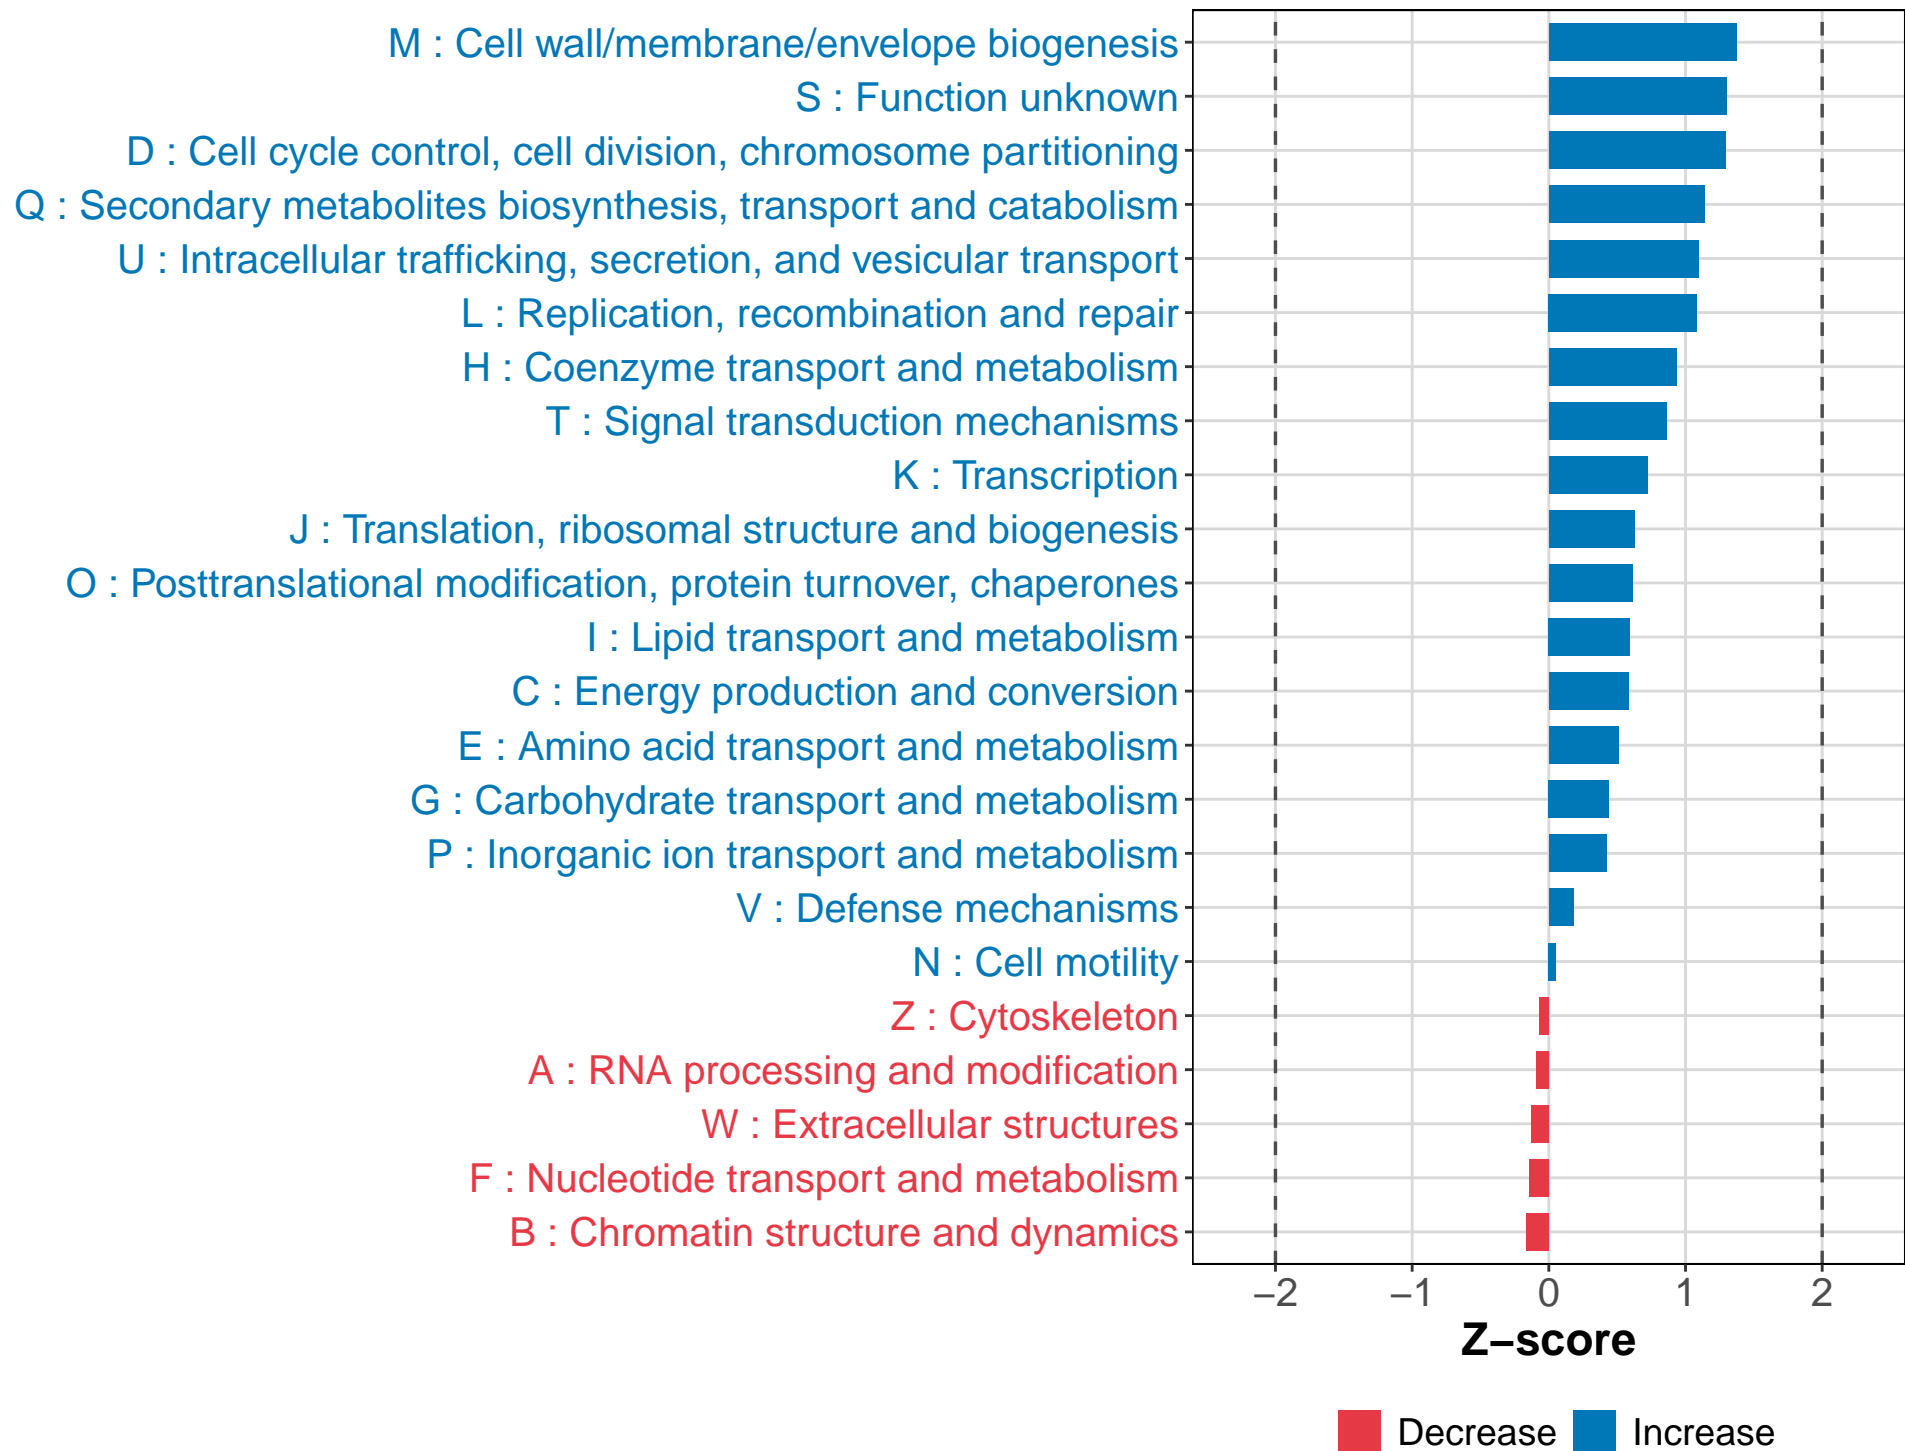 M : Cell wall/membrane/envelope biogenesis
S : Function unknown
D : Cell cycle control, cell division, chromosome partitioning
Q : Secondary metabolites biosynthesis, transport and catabolism
U : Intracellular trafficking, secretion, and vesicular transport
L : Replication, recombination and repair
H : Coenzyme transport and metabolism
T : Signal transduction mechanisms
K : Transcription
J : Translation, ribosomal structure and biogenesis
O : Posttranslational modification, protein turnover, chaperones
I : Lipid transport and metabolism
C : Energy production and conversion
E : Amino acid transport and metabolism
G : Carbohydrate transport and metabolism
P : Inorganic ion transport and metabolism
V : Defense mechanisms
N : Cell motility
Z : Cytoskeleton
A : RNA processing and modification
W : Extracellular structures
F : Nucleotide transport and metabolism
B : Chromatin structure and dynamics
−2 −1 0 1 2
Z−score
Decrease Increase